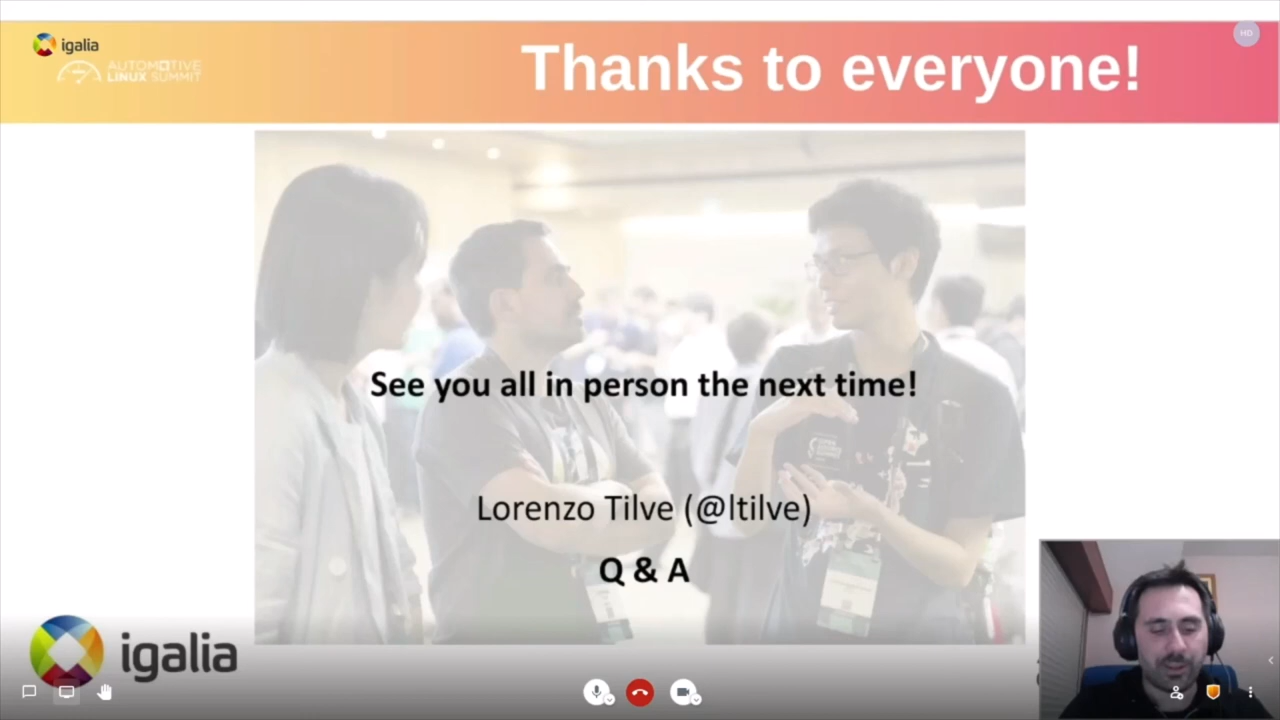 igalia
AUTOMOTIVE
LINUX SUMMIT
Thanks to everyone!
HD
See you all in person the next time!
Lorenzo Tilve (@ltilve)
Q & A
igalia